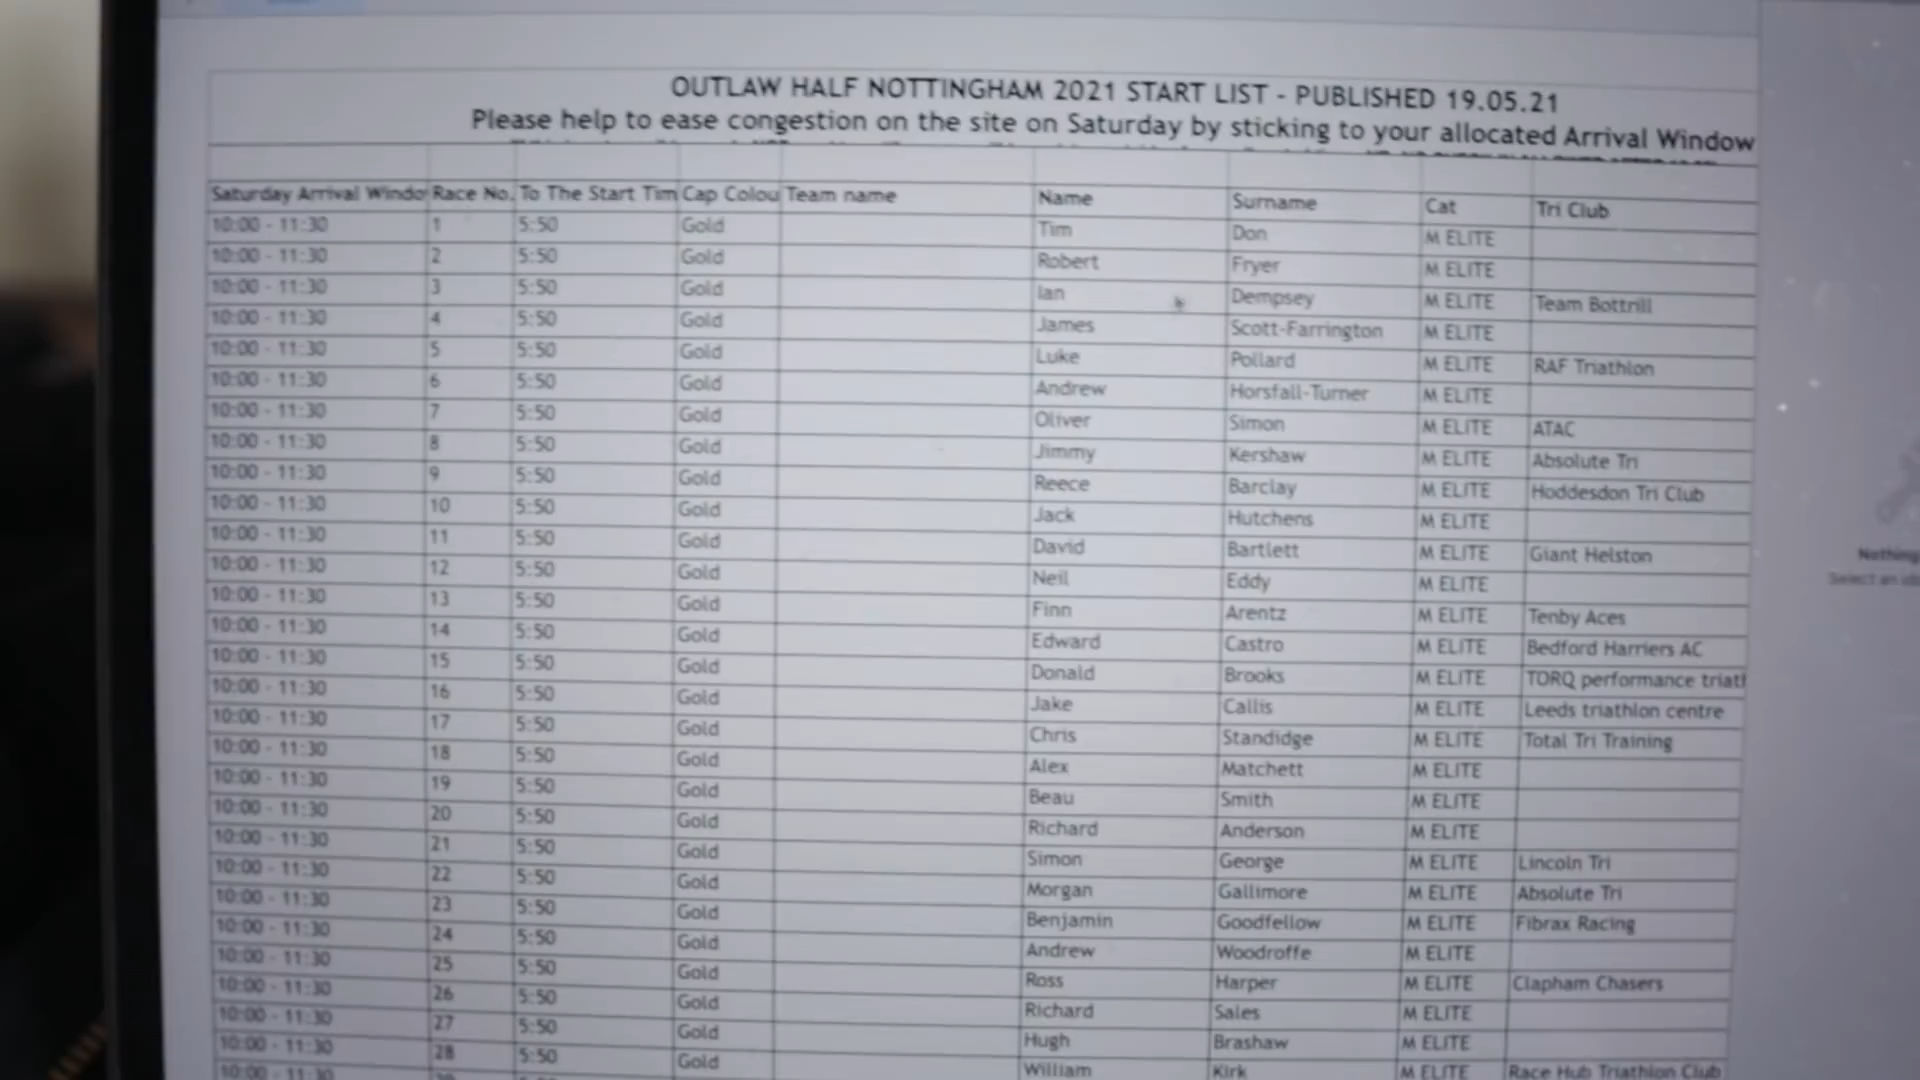 OUTLAW HALF NOTTINGHAM 2021 START LIST - PUBLISHED 19.05.21
Please help to ease congestion on the site on Saturday by sticking to your allocated Arrival Window
Saturday Arrival Windo Race No. To The Start Tim Cap Colou Team name Name Surname Cat Tri Club
10:00 - 11:30 1 5:50 Gold Tim Don M ELITE
10:00 - 11:30 2 5:50 Gold Robert Fryer M ELITE
10:00 - 11:30 3 5:50 Gold Ian Dempsey M ELITE Team Bottrill
10:00 - 11:30 4 5:50 Gold James Scott-Farrington M ELITE
10:00 - 11:30 5 5:50 Gold Luke Pollard M ELITE RAF Triathlon
10:00 - 11:30 6 5:50 Gold Andrew Horsfall-Turner M ELITE
10:00 - 11:30 7 5:50 Gold Oliver Simon M ELITE ATAC
10:00 - 11:30 8 5:50 Gold Jimmy Kershaw M ELITE Absolute Tri
10:00 - 11:30 9 5:50 Gold Reece Barclay M ELITE Hoddesdon Tri Club
10:00 - 11:30 10 5:50 Gold Jack Hutchens M ELITE
10:00 - 11:30 11 5:50 Gold David Bartlett M ELITE Giant Helston
10:00 - 11:30 12 5:50 Gold Neil Eddy M ELITE
10:00 - 11:30 13 5:50 Gold Finn Arentz M ELITE Tenby Aces
10:00 - 11:30 14 5:50 Gold Edward Castro M ELITE Bedford Harriers AC
10:00 - 11:30 15 5:50 Gold Donald Brooks M ELITE TORQ performance triat
10:00 - 11:30 16 5:50 Gold Jake Callis M ELITE Leeds triathlon centre
10:00 - 11:30 17 5:50 Gold Chris Standidge M ELITE Total Tri Training
10:00 - 11:30 18 5:50 Gold Alex Matchett M ELITE
10:00 - 11:30 19 5:50 Gold Beau Smith M ELITE
10:00 - 11:30 20 5:50 Gold Richard Anderson M ELITE
10:00 - 11:30 21 5:50 Gold Simon George M ELITE Lincoln Tri
10:00 - 11:30 22 5:50 Gold Morgan Gallimore M ELITE Absolute Tri
10:00 - 11:30 23 5:50 Gold Benjamin Goodfellow M ELITE Fibrax Racing
10:00 - 11:30 24 5:50 Gold Andrew Woodroffe M ELITE
10:00 - 11:30 25 5:50 Gold Ross Harper M ELITE Clapham Chasers
10:00 - 11:30 26 5:50 Gold Richard Sales M ELITE
10:00 - 11:30 27 5:50 Gold Hugh Brashaw M ELITE
10:00 - 11:30 28 5:50 Gold William Kirk M ELITE Race Hub Triathlon Club
10:00 - 11:30
Nothing
Select an